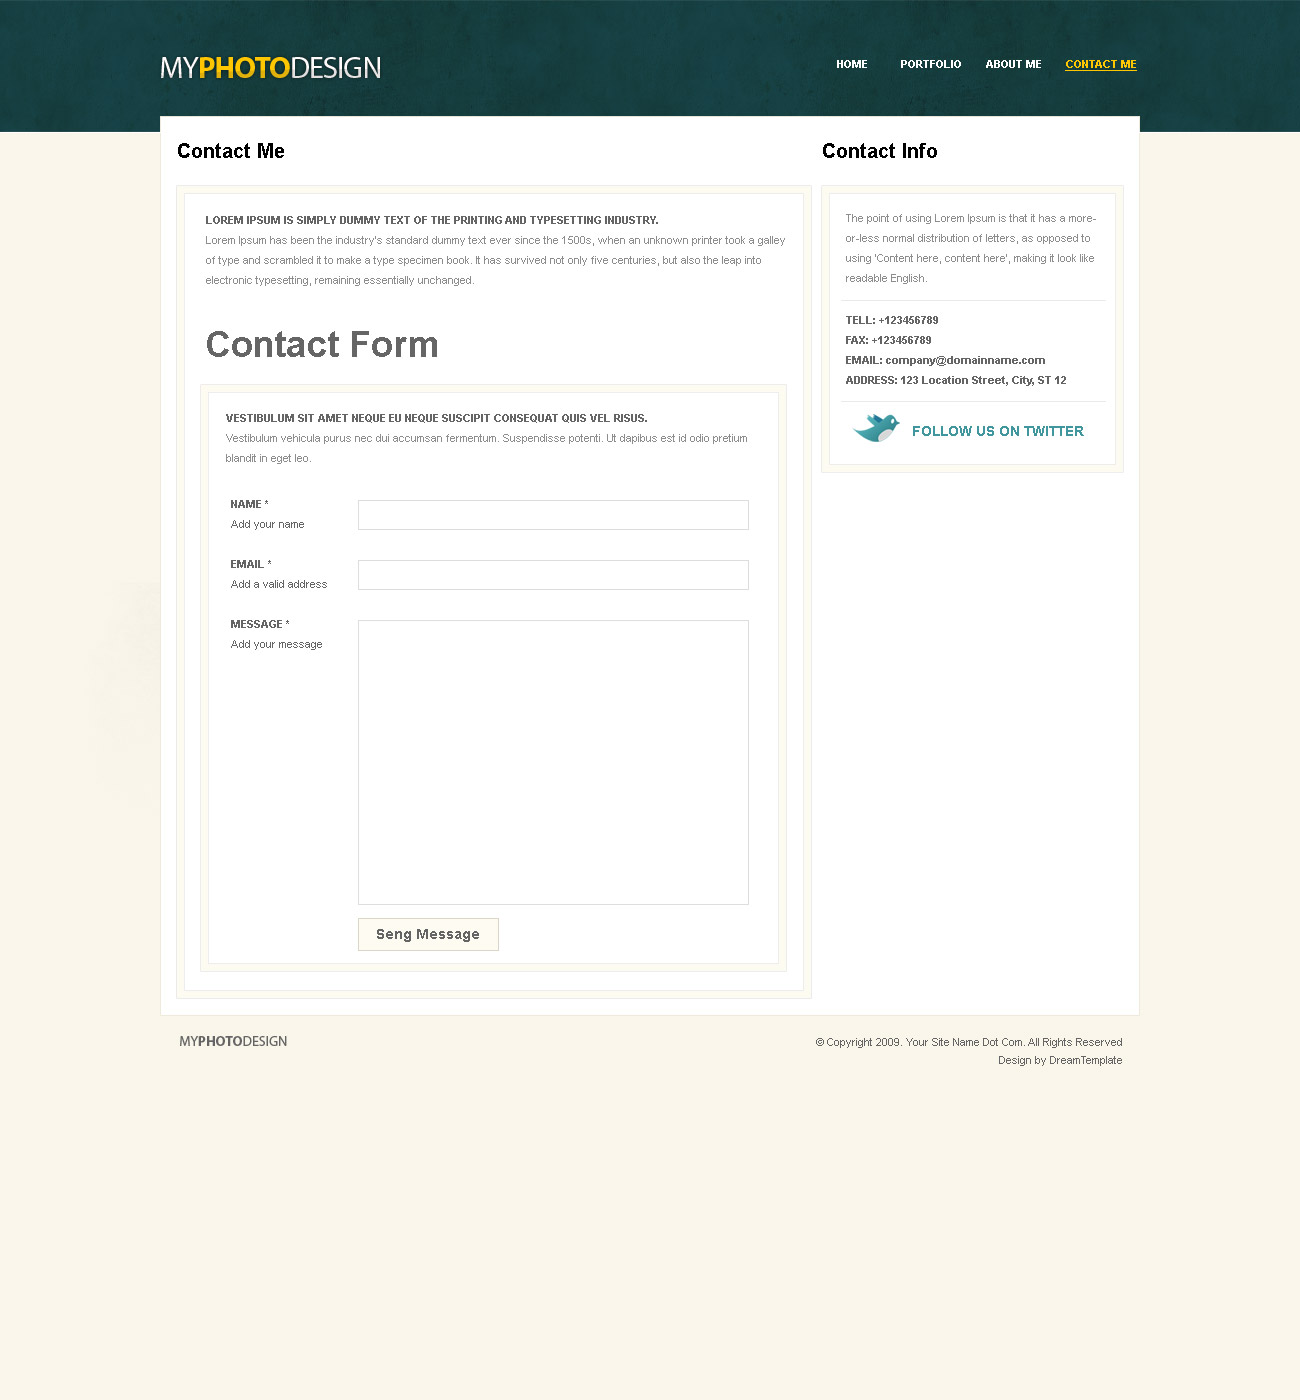 MYPHOTODESIGN
HOME
PORTFOLIO
ABOUT ME
CONTACT ME
Contact Me
LOREM IPSUM IS SIMPLY DUMMY TEXT OF THE PRINTING AND TYPESETTING INDUSTRY.
Lorem Ipsum has been the industry's standard dummy text ever since the 1500s, when an unknown printer took a galley
of type and scrambled it to make a type specimen book. It has survived not only five centuries, but also the leap into
electronic typesetting, remaining essentially unchanged.
Contact Form
VESTIBULUM SIT AMET NEQUE EU NEQUE SUSCIPIT CONSEQUAT QUIS VEL RISUS.
Vestibulum vehicula purus nec dui accumsan fermentum. Suspendisse potenti. Ut dapibus est id odio pretium
blandit in eget leo.
NAME *
Add your name
EMAIL *
Add a valid address
MESSAGE *
Add your message
Seng Message
Contact Info
The point of using Lorem Ipsum is that it has a more-
or-less normal distribution of letters, as opposed to
using 'Content here, content here', making it look like
readable English.
TELL: +123456789
FAX: +123456789
EMAIL: company@domainname.com
ADDRESS: 123 Location Street, City, ST 12
FOLLOW US ON TWITTER
MYPHOTODESIGN
© Copyright 2009. Your Site Name Dot Com. All Rights Reserved
Design by DreamTemplate